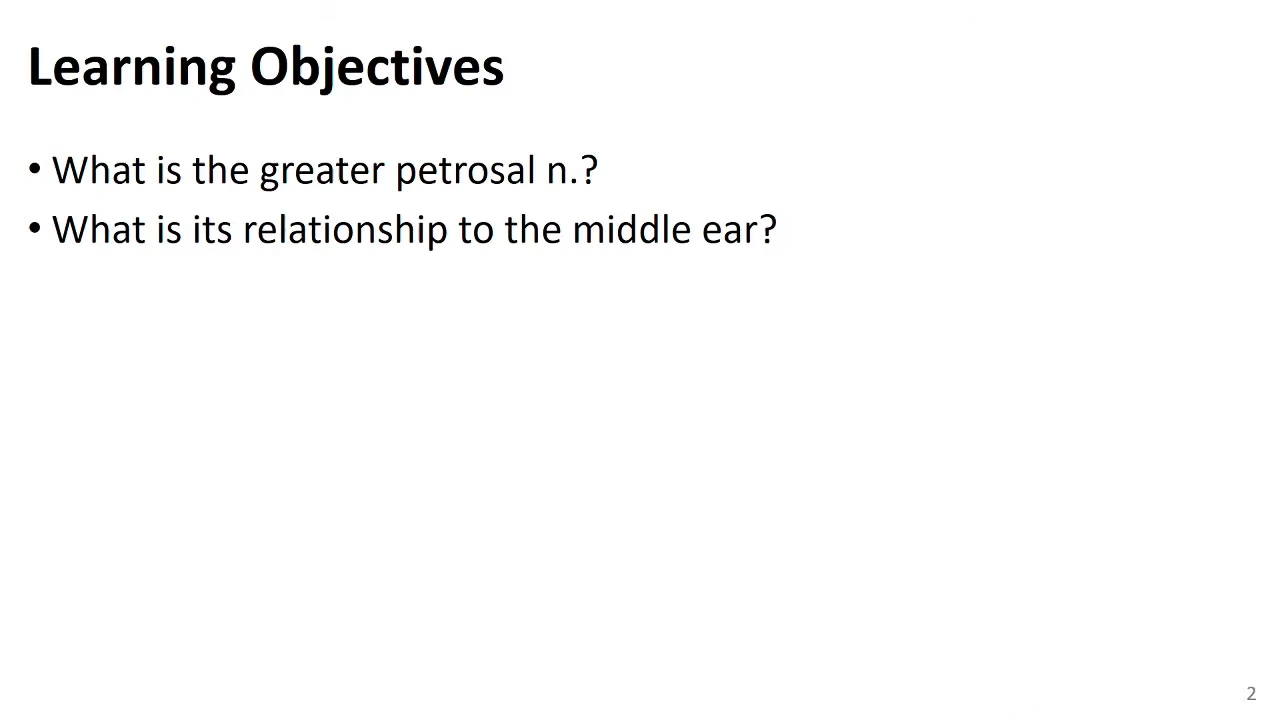 Learning Objectives
• What is the greater petrosal n.?
• What is its relationship to the middle ear?
2